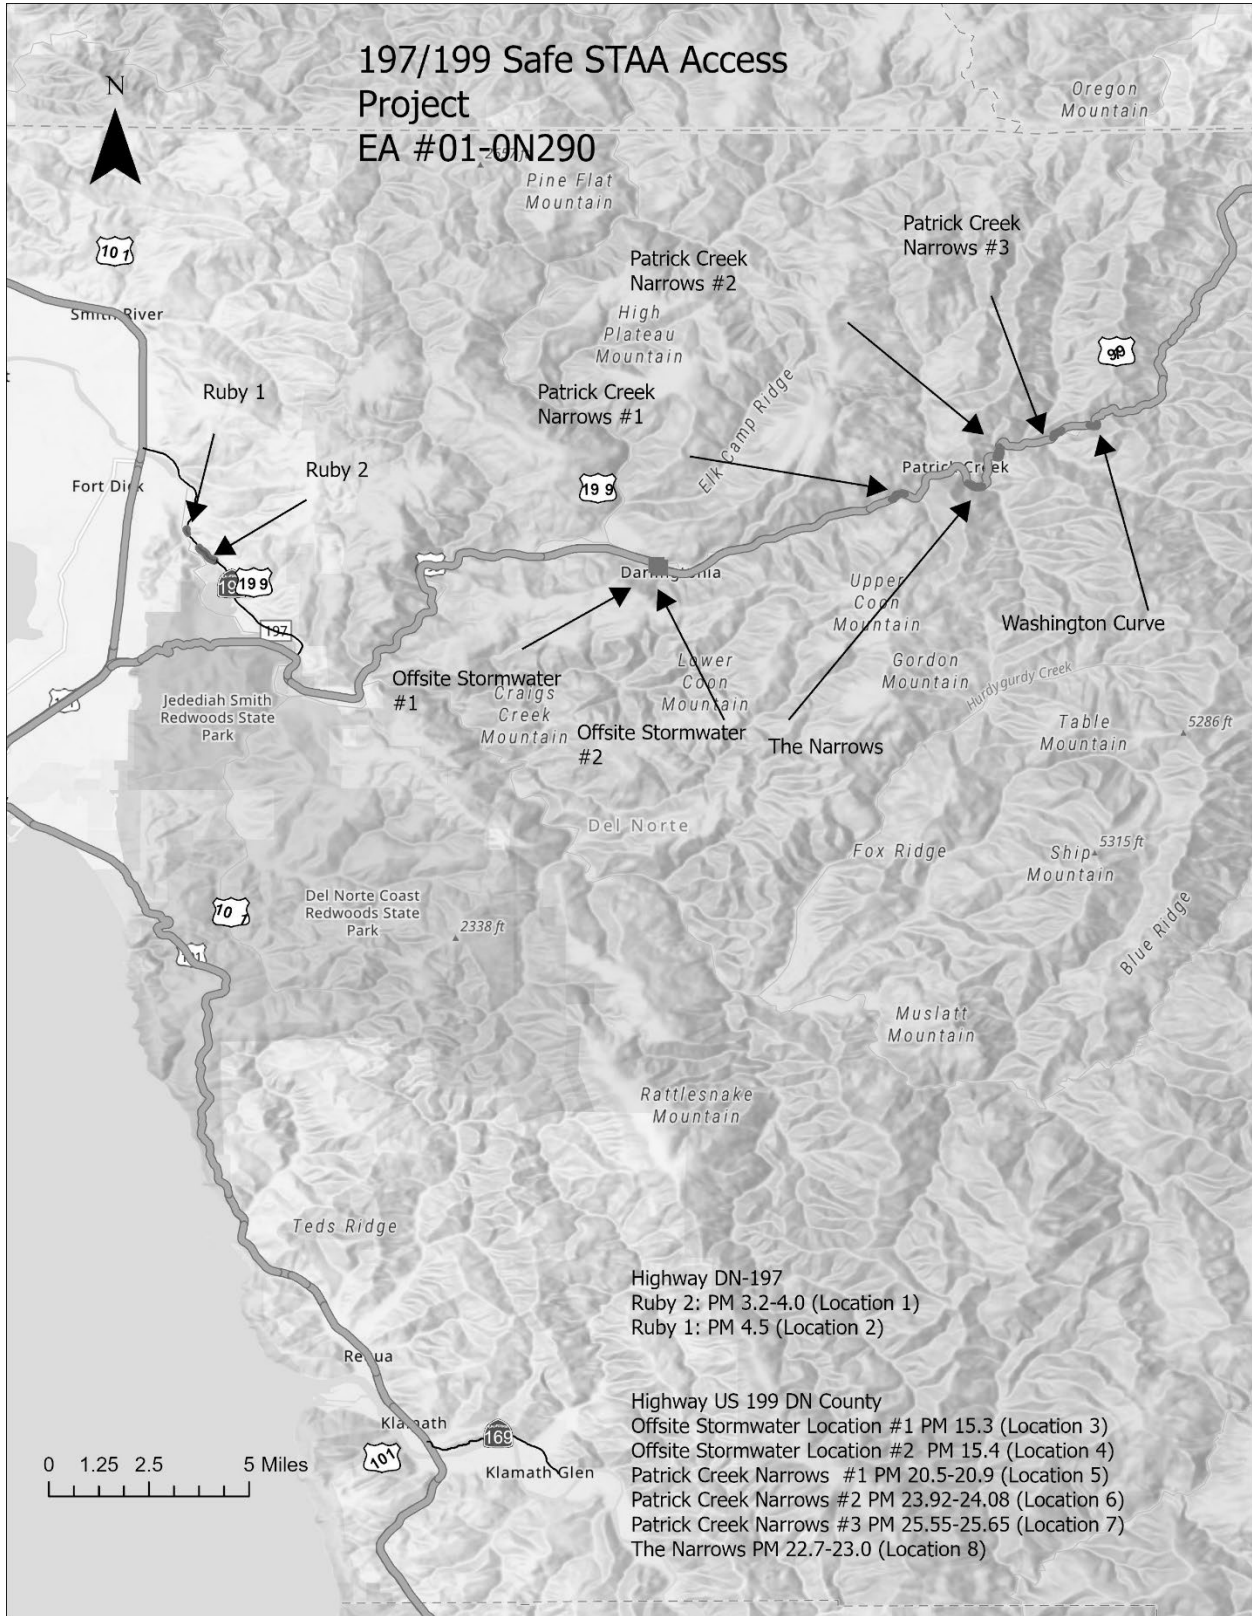 197/199 Safe STAA Access
Project
EA #01-0N290
N
Oregon
Mountain
Pine Flat
Mountain
101
Patrick Creek
Narrows #3
Patrick Creek
Narrows #2
Smith River
High
Plateau
Mountain
Ruby 1
Patrick Creek
Narrows #1
Elk Camp Ridge
Ruby 2
Patrick Creek
Fort Dick
199
199
197
Darlingtonia
Upper
Coon
Mountain
Washington Curve
Offsite Stormwater
#1
Lower
Coon
Mountain
Gordon
Mountain
Hurdygurdy Creek
Jedediah Smith
Redwoods State
Park
Craigs
Creek
Mountain
Offsite Stormwater
#2
The Narrows
Table
Mountain
5286 ft
Del Norte
Fox Ridge
Ship
Mountain
5315 ft
Del Norte Coast
Redwoods State
Park
101
2338 ft
Blue Ridge
Muslatt
Mountain
Rattlesnake
Mountain
Teds Ridge
Highway DN-197
Ruby 2: PM 3.2-4.0 (Location 1)
Ruby 1: PM 4.5 (Location 2)
Requa
Highway US 199 DN County
Offsite Stormwater Location #1 PM 15.3 (Location 3)
Offsite Stormwater Location #2 PM 15.4 (Location 4)
Patrick Creek Narrows #1 PM 20.5-20.9 (Location 5)
Patrick Creek Narrows #2 PM 23.92-24.08 (Location 6)
Patrick Creek Narrows #3 PM 25.55-25.65 (Location 7)
The Narrows PM 22.7-23.0 (Location 8)
Klamath
169
101
Klamath Glen
0 1.25 2.5 5 Miles